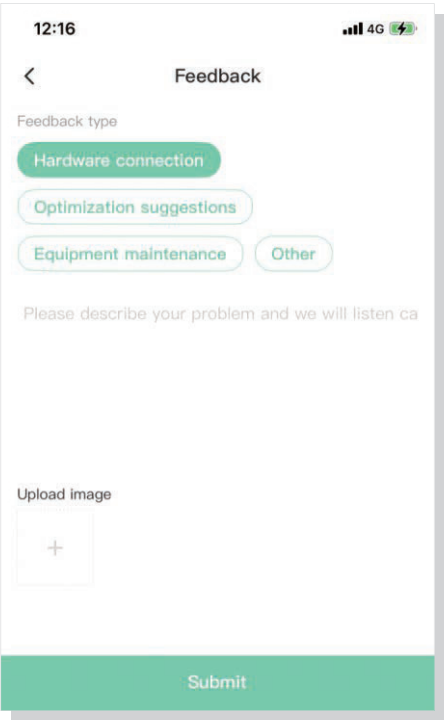 12:16 4G
Feedback
Feedback type
Hardware connection
Optimization suggestions
Equipment maintenance Other
Please describe your problem and we will listen ca
Upload image
+
Submit